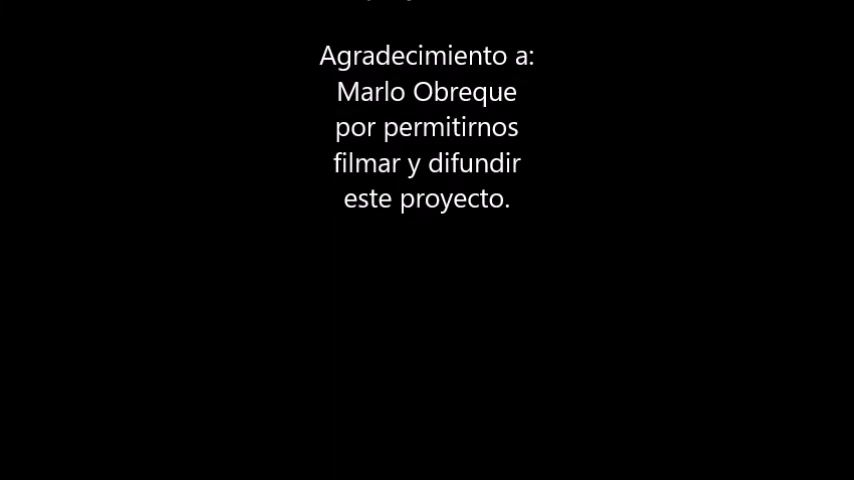 Agradecimiento a:
Marlo Obreque
por permitirnos
filmar y difundir
este proyecto.